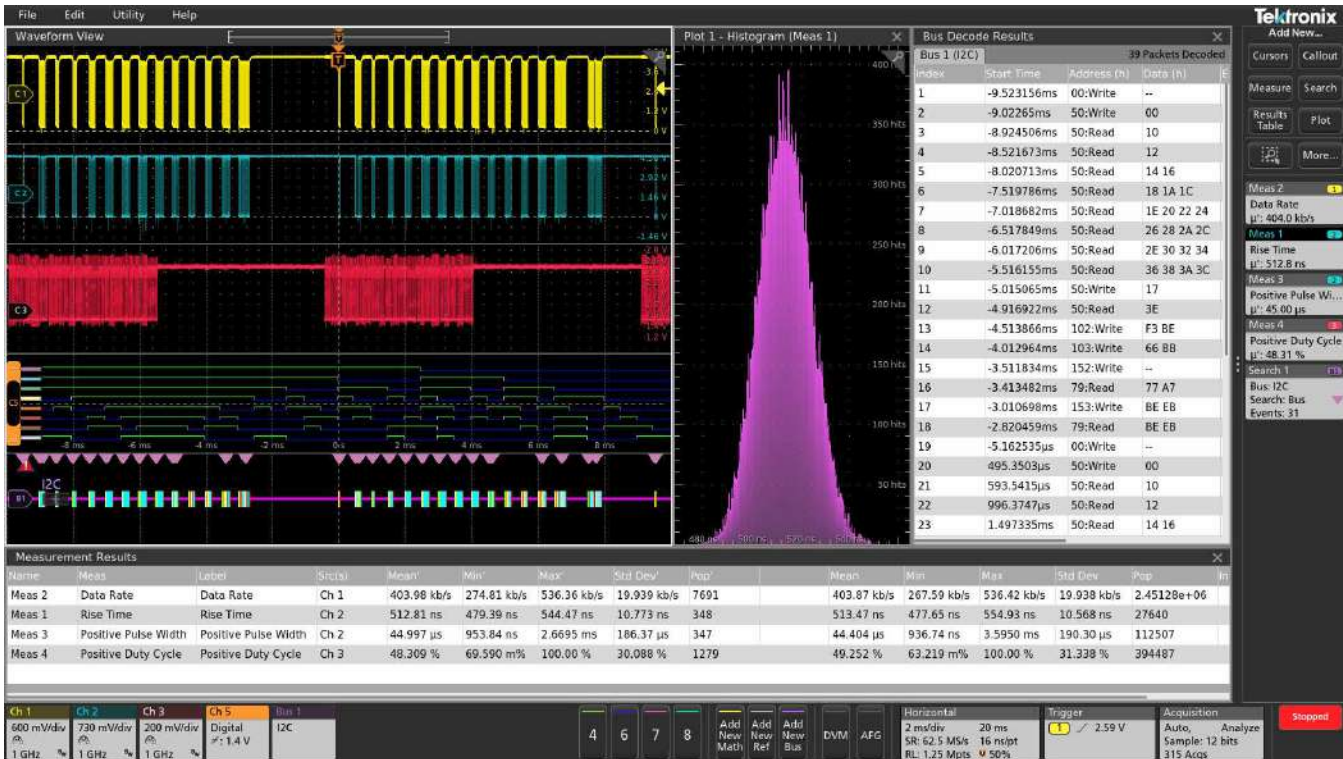 File Edit Utility Help
Tektronix
Add New...
Waveform View
Plot 1 - Histogram (Meas 1)
Bus Decode Results
Cursors Callout
Measure Search
Results Table Plot
More...
C1
C2
C3
T
1.2 V
0 V
2.92 V
1.46 V
-1.46 V
1.2 V
-8 ms -6 ms -4 ms -2 ms 0 s 2 ms 4 ms 6 ms 8 ms
B1 I2C
400 hits
350 hits
300 hits
250 hits
200 hits
150 hits
100 hits
50 hits
Bus 1 (I2C) 39 Packets Decoded
Index Start Time Address (h) Data (h)
1 -9.523156ms 00:Write --
2 -9.02265ms 50:Write 00
3 -8.924506ms 50:Read 10
4 -8.521673ms 50:Read 12
5 -8.020713ms 50:Read 14 16
6 -7.519786ms 50:Read 18 1A 1C
7 -7.018682ms 50:Read 1E 20 22 24
8 -6.517849ms 50:Read 26 28 2A 2C
9 -6.017206ms 50:Read 2E 30 32 34
10 -5.516155ms 50:Read 36 38 3A 3C
11 -5.015065ms 50:Write 17
12 -4.916922ms 50:Read 3E
13 -4.513866ms 102:Write F3 BE
14 -4.012964ms 103:Write 66 BB
15 -3.511834ms 152:Write --
16 -3.413482ms 79:Read 77 A7
17 -3.010698ms 153:Write BE EB
18 -2.820459ms 79:Read BE EB
19 -5.162535µs 00:Write --
20 495.3503µs 50:Write 00
21 593.5415µs 50:Read 10
22 996.3747µs 50:Read 12
23 1.497335ms 50:Read 14 16
Meas 2 1
Data Rate
µ': 404.0 kb/s
Meas 1 2
Rise Time
µ': 512.8 ns
Meas 3 2
Positive Pulse Wi...
µ': 45.00 µs
Meas 4 3
Positive Duty Cycle
µ': 48.31 %
Search 1
Bus: I2C
Search: Bus
Events: 31
Measurement Results
Name Meas Label Src(s) Mean' Min' Max' Std Dev' Pop' Mean Min Max Std Dev Pop In
Meas 2 Data Rate Data Rate Ch 1 403.98 kb/s 274.81 kb/s 536.36 kb/s 19.939 kb/s 7691 403.87 kb/s 267.59 kb/s 536.42 kb/s 19.938 kb/s 2.45128e+06
Meas 1 Rise Time Rise Time Ch 2 512.81 ns 479.39 ns 544.47 ns 10.773 ns 348 513.47 ns 477.65 ns 554.93 ns 10.568 ns 27640
Meas 3 Positive Pulse Width Positive Pulse Width Ch 2 44.997 µs 953.84 ns 2.6695 ms 186.37 µs 347 44.404 µs 936.74 ns 3.5950 ms 190.30 µs 112507
Meas 4 Positive Duty Cycle Positive Duty Cycle Ch 3 48.309 % 69.590 m% 100.00 % 30.088 % 1279 49.252 % 63.219 m% 100.00 % 31.338 % 394487
Ch 1
600 mV/div
1 GHz
Ch 2
730 mV/div
1 GHz
Ch 3
200 mV/div
1 GHz
Ch 5
Digital
: 1.4 V
Bus 1
I2C
4 6 7 8
Add New Math
Add New Ref
Add New Bus
DVM AFG
Horizontal
2 ms/div 20 ms
SR: 62.5 MS/s 16 ns/pt
RL: 1.25 Mpts 50%
Trigger
1 2.59 V
Acquisition
Auto, Analyze
Sample: 12 bits
315 Acqs
Stopped